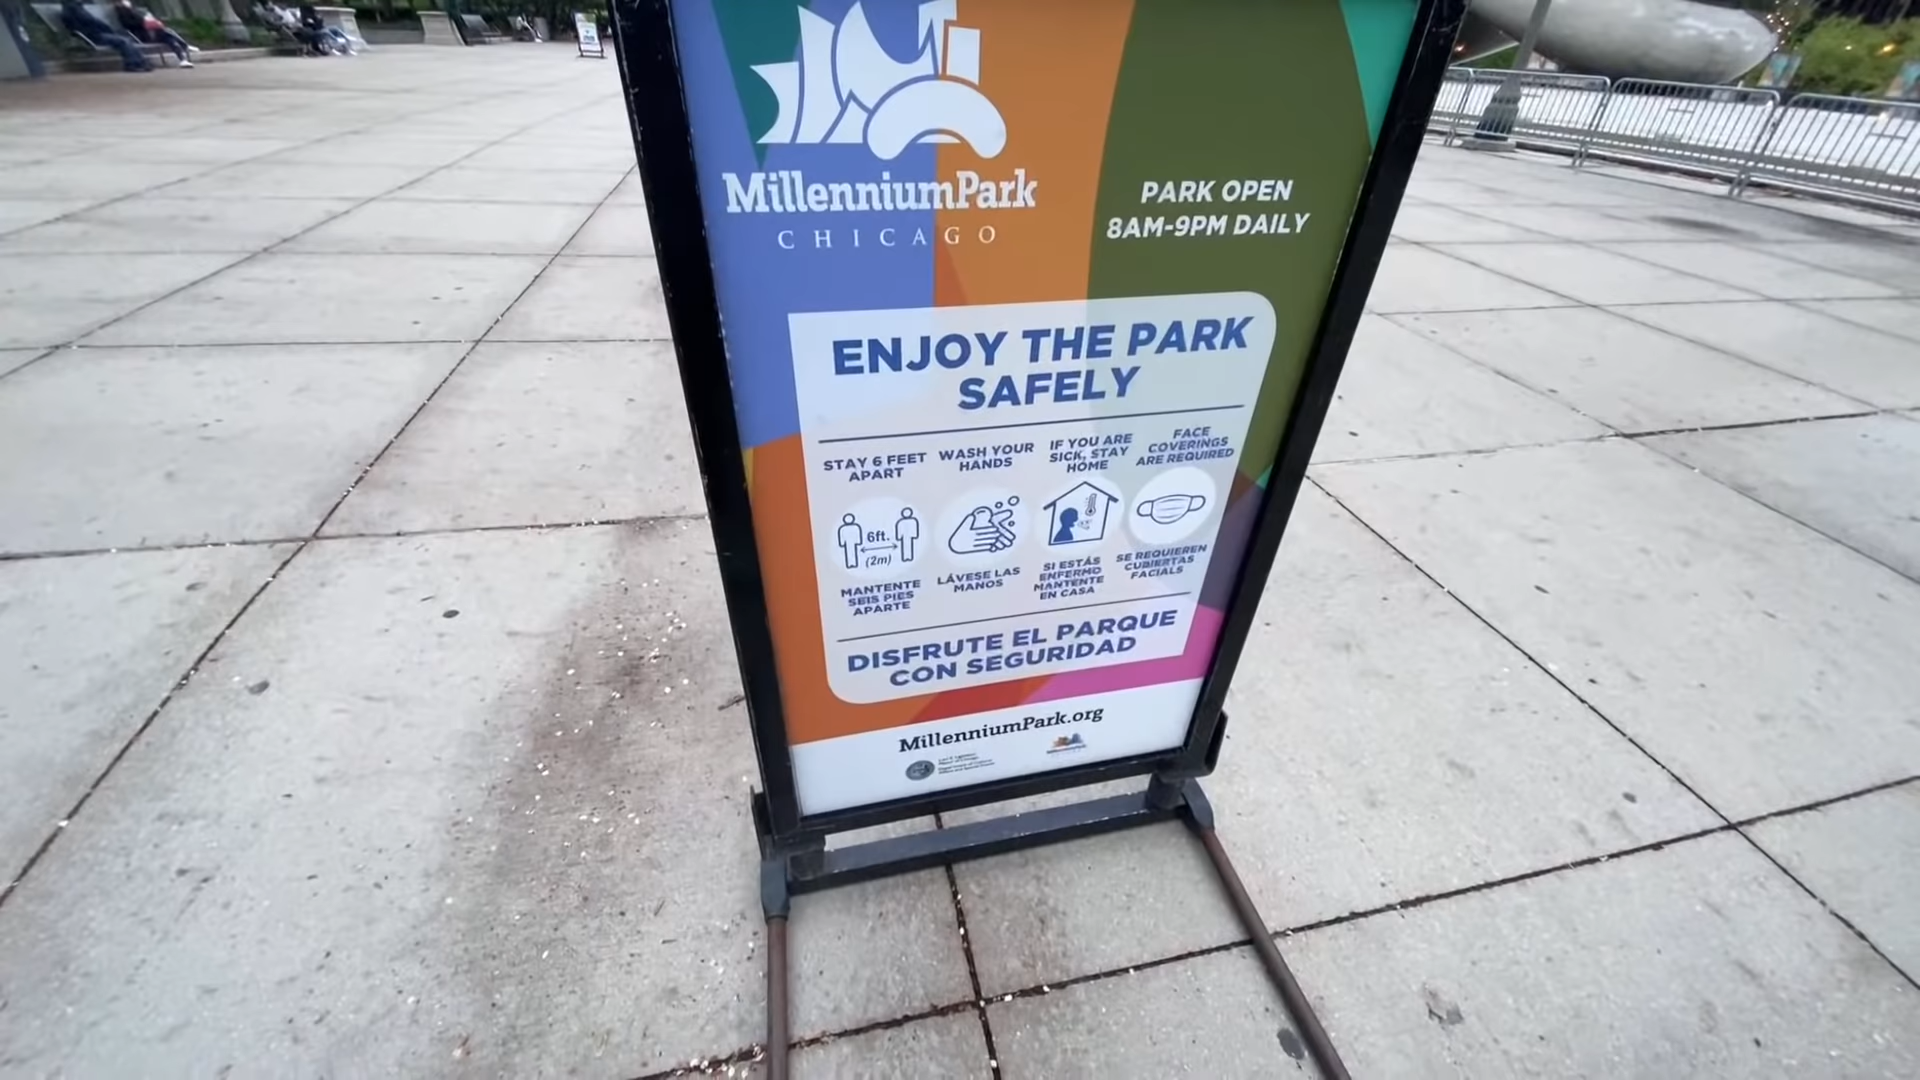 MillenniumPark
CHICAGO
PARK OPEN
8AM-9PM DAILY
ENJOY THE PARK
SAFELY
STAY 6 FEET
APART
WASH YOUR
HANDS
IF YOU ARE
SICK, STAY
HOME
FACE
COVERINGS
ARE REQUIRED
6ft.
(2m)
MANTENTE
SEIS PIES
APARTE
LÁVESE LAS
MANOS
SI ESTÁS
ENFERMO
MANTENTE
EN CASA
SE REQUIEREN
CUBIERTAS
FACIALS
DISFRUTE EL PARQUE
CON SEGURIDAD
MillenniumPark.org